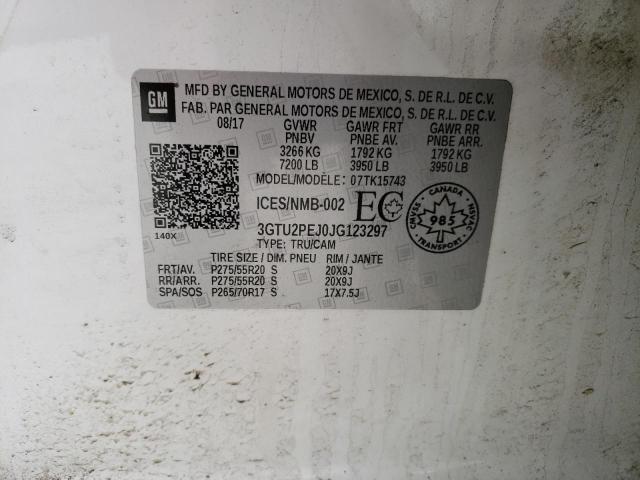 GM
MFD BY GENERAL MOTORS DE MEXICO, S. DE R.L. DE C.V.
FAB. PAR GENERAL MOTORS DE MEXICO, S. DE R.L. DE C.V.
08/17 GVWR GAWR FRT GAWR RR
PNBV PNBE AV. PNBE ARR.
3266 KG 1792 KG 1792 KG
7200 LB 3950 LB 3950 LB
MODEL/MODÈLE: 07TK15743
ICES/NMB-002 EC
CANADA
CMVSS 985 NSVAC
TRANSPORT
3GTU2PEJ0JG123297
140X
TYPE: TRU/CAM
TIRE SIZE / DIM. PNEU RIM / JANTE
FRT/AV. P275/55R20 S 20X9J
RR/ARR. P275/55R20 S 20X9J
SPA/SOS P265/70R17 S 17X7.5J